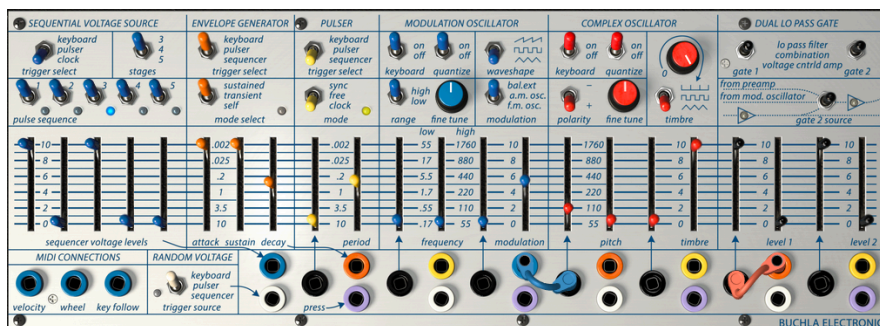 SEQUENTIAL VOLTAGE SOURCE
ENVELOPE GENERATOR
PULSER
MODULATION OSCILLATOR
COMPLEX OSCILLATOR
DUAL LO PASS GATE
keyboard
pulser
clock
trigger select
3
4
5
stages
keyboard
pulser
sequencer
trigger select
keyboard
pulser
sequencer
trigger select
on
off
keyboard
on
off
quantize
waveshape
on
off
keyboard
on
off
quantize
0
gate 1
lo pass filter
combination
voltage cntrld amp
gate 2
1
2
3
4
5
pulse sequence
sustained
transient
self
mode select
sync
free
clock
mode
high
low
range
fine tune
bal.ext
a.m. osc.
f.m. osc.
modulation
−
+
polarity
fine tune
timbre
from preamp
from mod. oscillator
gate 2 source
low
high
10
8
6
4
2
0
.002
.025
.2
1
3.5
10
.002
.025
.2
1
3.5
10
55
17
5.5
1.7
.55
.17
1760
880
440
220
110
55
10
8
6
4
2
0
1760
880
440
220
110
55
10
8
6
4
2
0
10
8
6
4
2
0
10
8
6
4
2
0
sequencer voltage levels
attack
sustain
decay
period
frequency
modulation
pitch
timbre
level 1
level 2
MIDI CONNECTIONS
velocity
wheel
key follow
RANDOM VOLTAGE
keyboard
pulser
sequencer
trigger source
press
BUCHLA ELECTRONIC